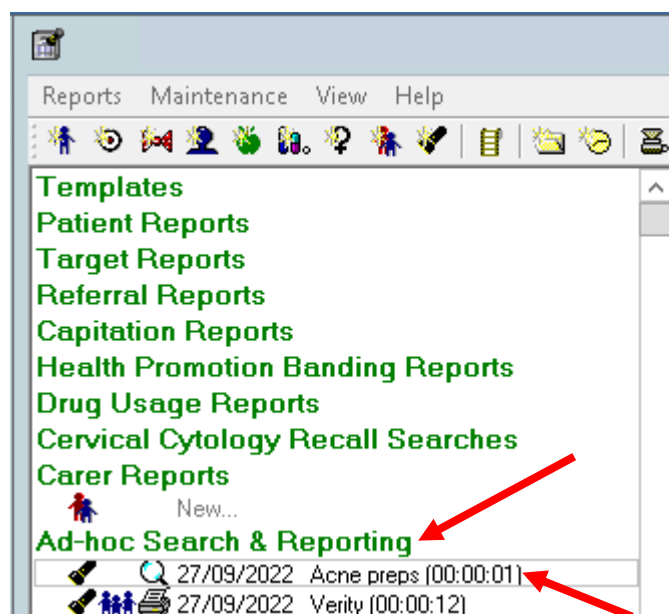 Reports Maintenance View Help
Templates
Patient Reports
Target Reports
Referral Reports
Capitation Reports
Health Promotion Banding Reports
Drug Usage Reports
Cervical Cytology Recall Searches
Carer Reports
New...
Ad-hoc Search & Reporting
27/09/2022 Acne preps (00:00:01)
27/09/2022 Verity (00:00:12)